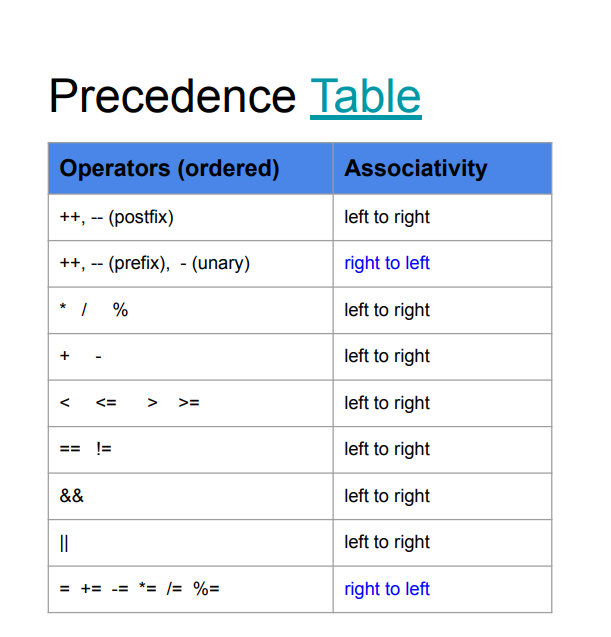 Precedence Table
Operators (ordered) Associativity
++, -- (postfix) left to right
++, -- (prefix), - (unary) right to left
* / % left to right
+ - left to right
< <= > >= left to right
== != left to right
&& left to right
|| left to right
= += -= *= /= %= right to left